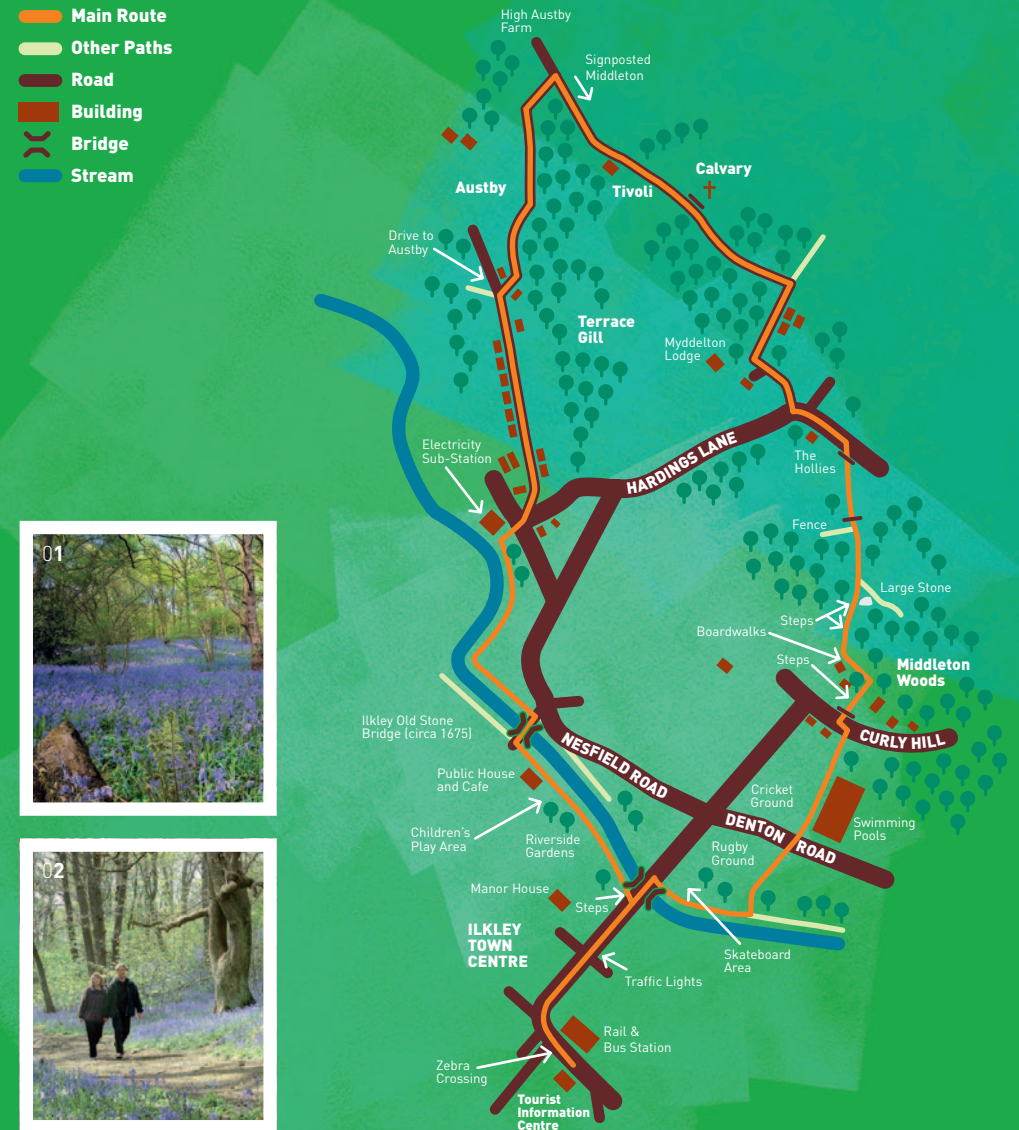 Main Route
Other Paths
Road
Building
Bridge
Stream
High Austby
Farm
Signposted
Middleton
Austby
Tivoli
Calvary
Drive to
Austby
Terrace
Gill
Myddelton
Lodge
Electricity
Sub-Station
HARDINGS LANE
The
Hollies
Fence
Large Stone
Steps
Boardwalks
Steps
Middleton
Woods
CURLY HILL
01
Ilkley Old Stone
Bridge (circa 1675)
NESFIELD ROAD
Public House
and Cafe
Cricket
Ground
Swimming
Pools
DENTON ROAD
Children's
Play Area
Riverside
Gardens
Rugby
Ground
02
Manor House
Steps
ILKLEY
TOWN
CENTRE
Skateboard
Area
Traffic Lights
Rail &
Bus Station
Zebra
Crossing
Tourist
Information
Centre